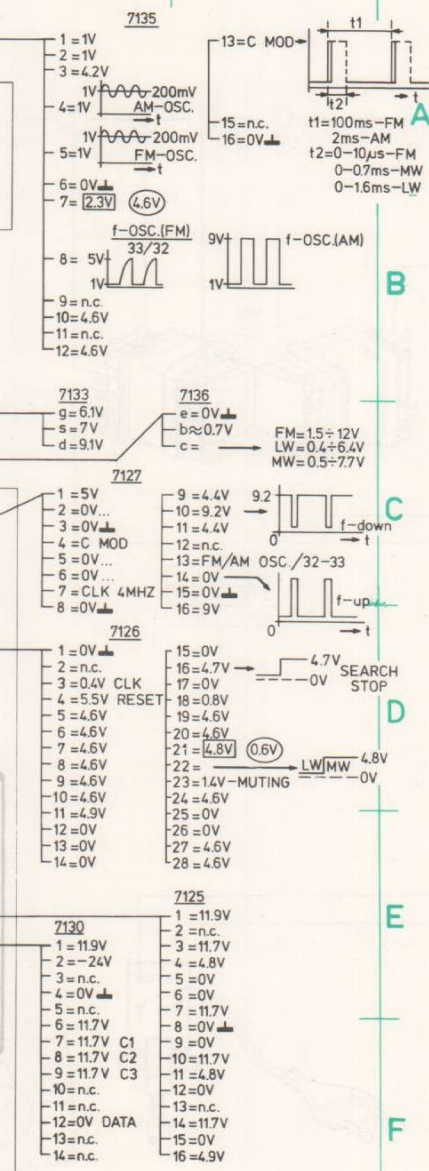 7135
1 = 1V
2 = 1V
3 = 4.2V
1V 200mV
4 = 1V AM-OSC.
t
1V 200mV
5 = 1V FM-OSC.
t
6 = 0V
7 = 2.3V 4.6V
f-OSC.(FM)
33/32
8 = 5V
1V
9 = n.c.
10 = 4.6V
11 = n.c.
12 = 4.6V
13 = C MOD
15 = n.c.
16 = 0V
9V f-OSC.(AM)
1V
t1
t
t2
t1=100ms-FM
2ms-AM
t2=0-10µs-FM
0-0.7ms-MW
0-1.6ms-LW
A
B
7133
g = 6.1V
s = 7V
d = 9.1V
7136
e = 0V
b ≈ 0.7V
c =
FM = 1.5÷12V
LW = 0.4÷6.4V
MW = 0.5÷7.7V
7127
1 = 5V
2 = 0V...
3 = 0V
4 = C MOD
5 = 0V...
6 = 0V...
7 = CLK 4MHZ
8 = 0V
9 = 4.4V
10 = 9.2V
11 = 4.4V
12 = n.c.
13 = FM/AM OSC./32-33
14 = 0V
15 = 0V
16 = 9V
9.2
0
f-down
t
f-up
0
t
C
7126
1 = 0V
2 = n.c.
3 = 0.4V CLK
4 = 5.5V RESET
5 = 4.6V
6 = 4.6V
7 = 4.6V
8 = 4.6V
9 = 4.6V
10 = 4.6V
11 = 4.9V
12 = 0V
13 = 0V
14 = 0V
15 = 0V
16 = 4.7V
17 = 0V
18 = 0.8V
19 = 4.6V
20 = 4.6V
21 = 4.8V 0.6V
22 =
23 = 1.4V-MUTING
24 = 4.6V
25 = 0V
26 = 0V
27 = 4.6V
28 = 4.6V
4.7V
0V
SEARCH
STOP
LW MW 4.8V
0V
D
7125
1 = 11.9V
2 = n.c.
3 = 11.7V
4 = 4.8V
5 = 0V
6 = 0V
7 = 11.7V
8 = 0V
9 = 0V
10 = 11.7V
11 = 4.8V
12 = 0V
13 = n.c.
14 = 11.7V
15 = 0V
16 = 4.9V
7130
1 = 11.9V
2 = -24V
3 = n.c.
4 = 0V
5 = n.c.
6 = 11.7V
7 = 11.7V C1
8 = 11.7V C2
9 = 11.7V C3
10 = n.c.
11 = n.c.
12 = 0V DATA
13 = n.c.
14 = n.c.
E
F